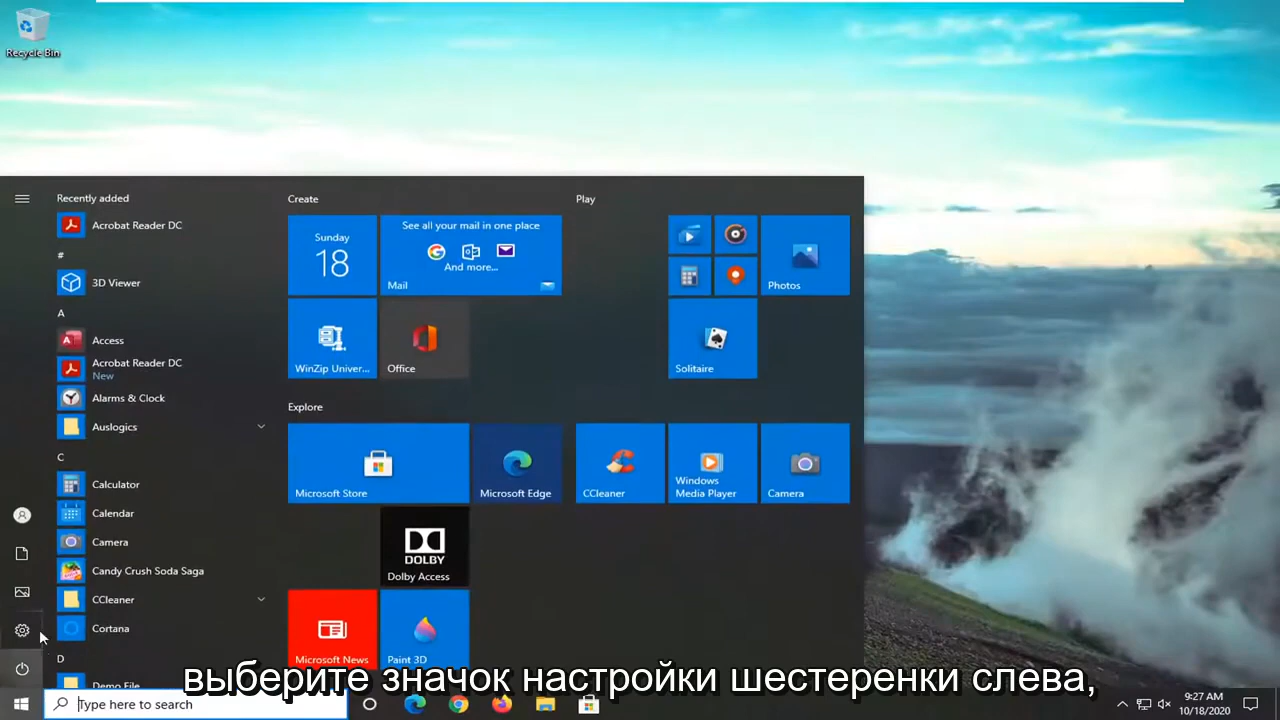 Recycle Bin
Recently added
Acrobat Reader DC
#
3D Viewer
A
Access
Acrobat Reader DC
New
Alarms & Clock
Auslogics
C
Calculator
Calendar
Camera
Candy Crush Soda Saga
CCleaner
Cortana
D
Demo File
Create
Sunday
18
See all your mail in one place
And more...
Mail
WinZip Univer...
Office
Explore
Microsoft Store
Microsoft Edge
DOLBY
Dolby Access
Microsoft News
Paint 3D
Play
Photos
Solitaire
CCleaner
Windows
Media Player
Camera
выберите значок настройки шестеренки слева,
Type here to search
9:27 AM
10/18/2020